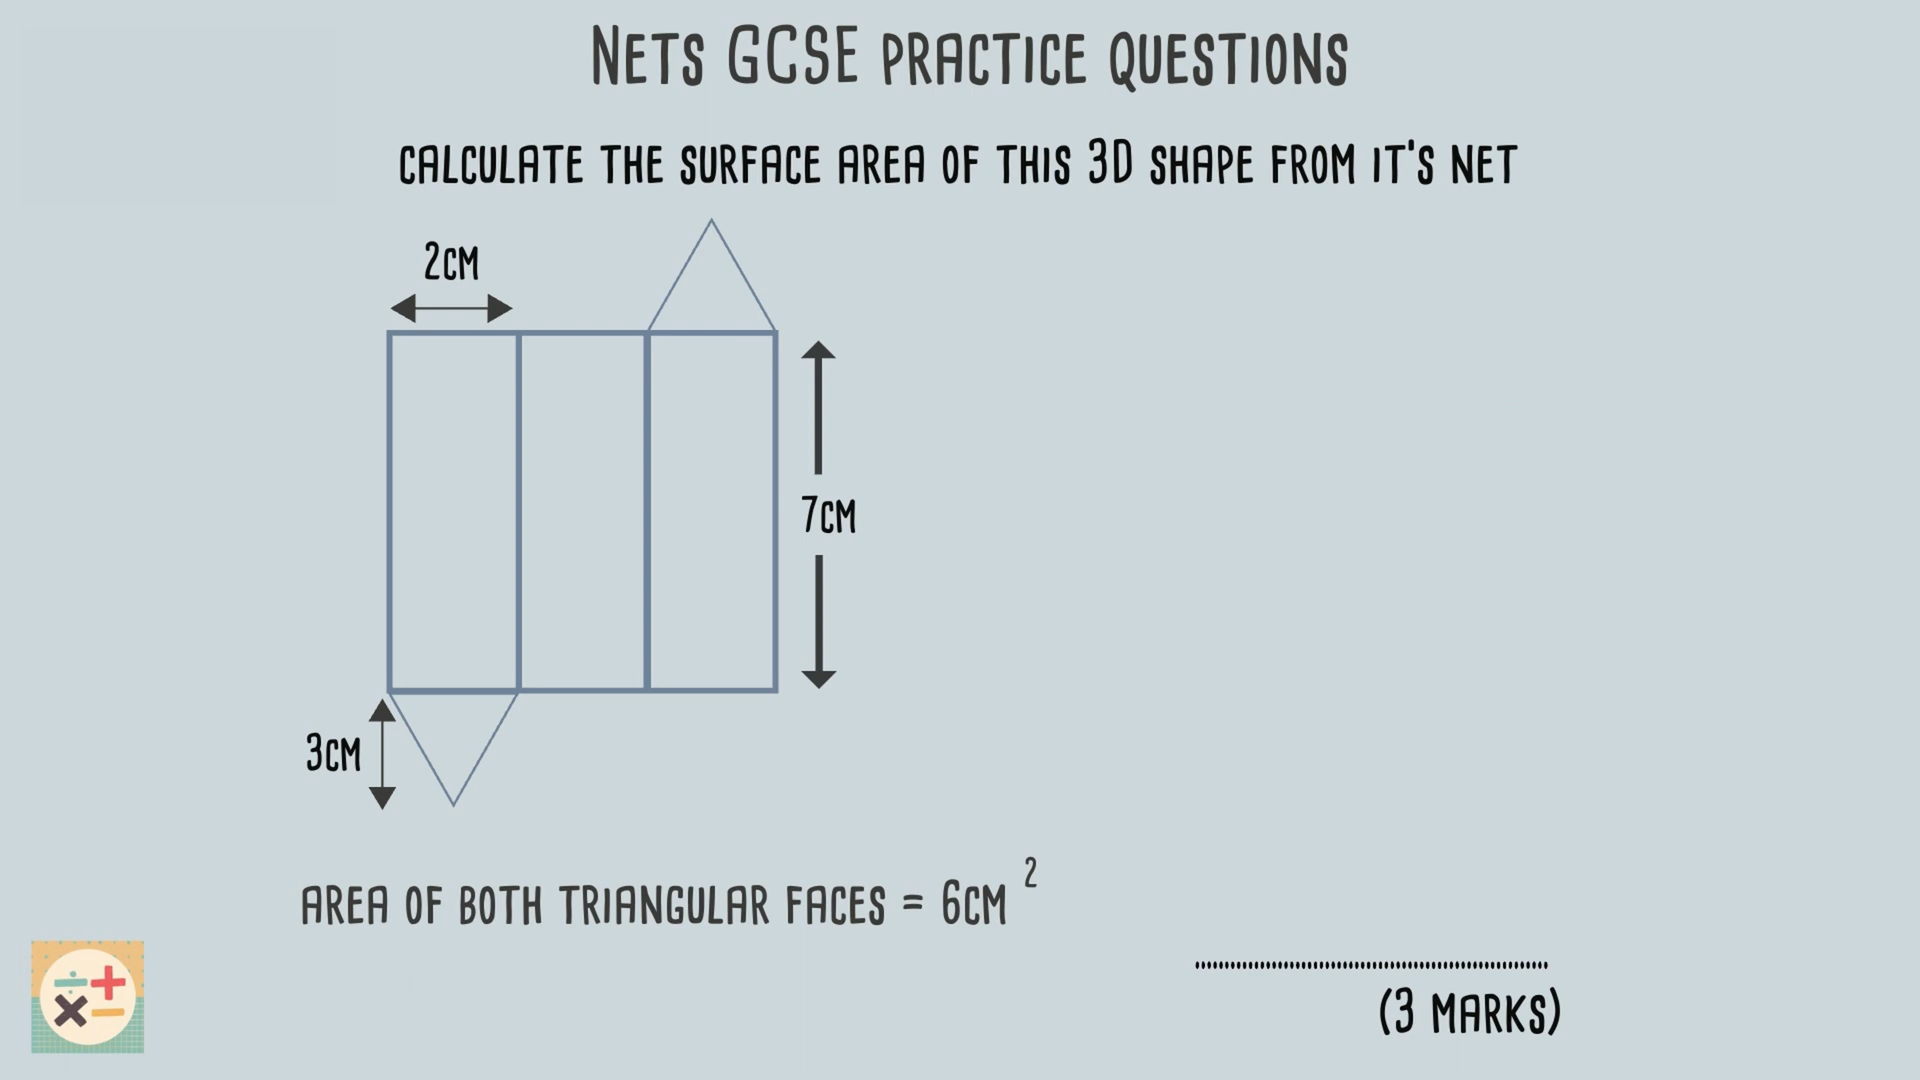 NETS GCSE PRACTICE QUESTIONS
CALCULATE THE SURFACE AREA OF THIS 3D SHAPE FROM IT'S NET
2CM
7CM
3CM
AREA OF BOTH TRIANGULAR FACES = 6CM ²
(3 MARKS)